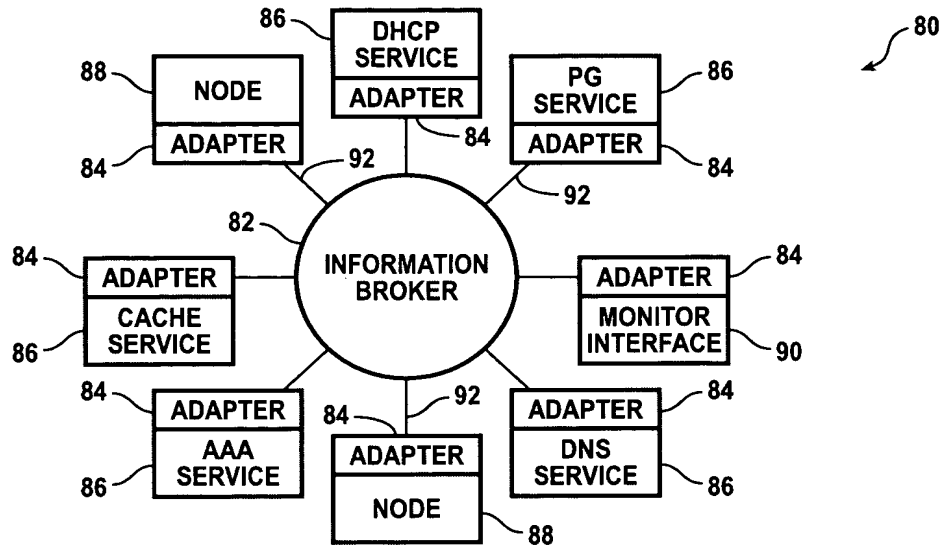 86
DHCP
SERVICE
ADAPTER
84
80
88
NODE
ADAPTER
84
92
PG
SERVICE
86
ADAPTER
84
92
82
INFORMATION
BROKER
84
ADAPTER
CACHE
SERVICE
86
ADAPTER
84
MONITOR
INTERFACE
90
84
ADAPTER
AAA
SERVICE
86
92
84
ADAPTER
NODE
88
ADAPTER
84
DNS
SERVICE
86